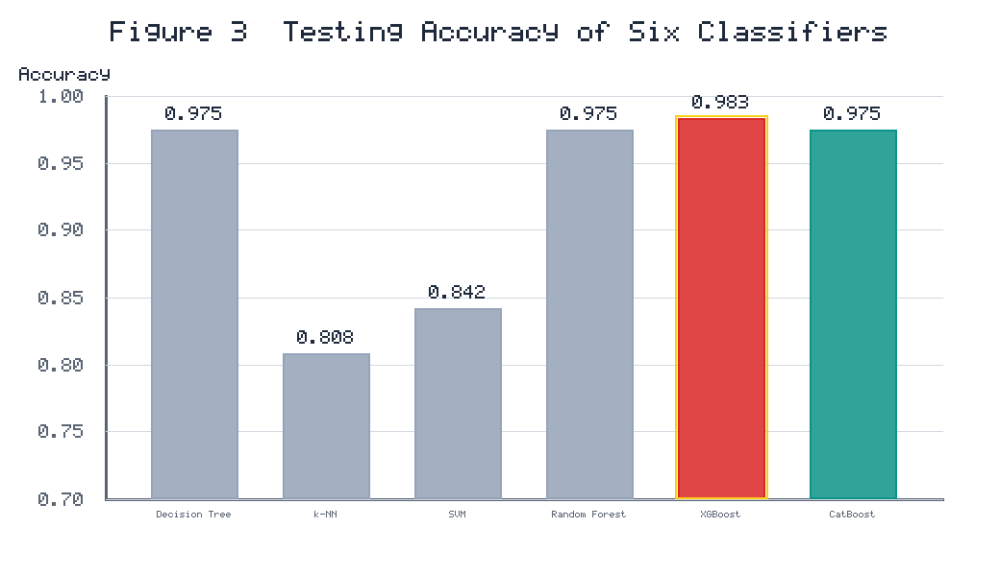 Figure 3  Testing Accuracy of Six Classifiers
Accuracy
1.00
0.95
0.90
0.85
0.80
0.75
0.70
0.975
0.808
0.842
0.975
0.983
0.975
Decision Tree
k-NN
SVM
Random Forest
XGBoost
CatBoost